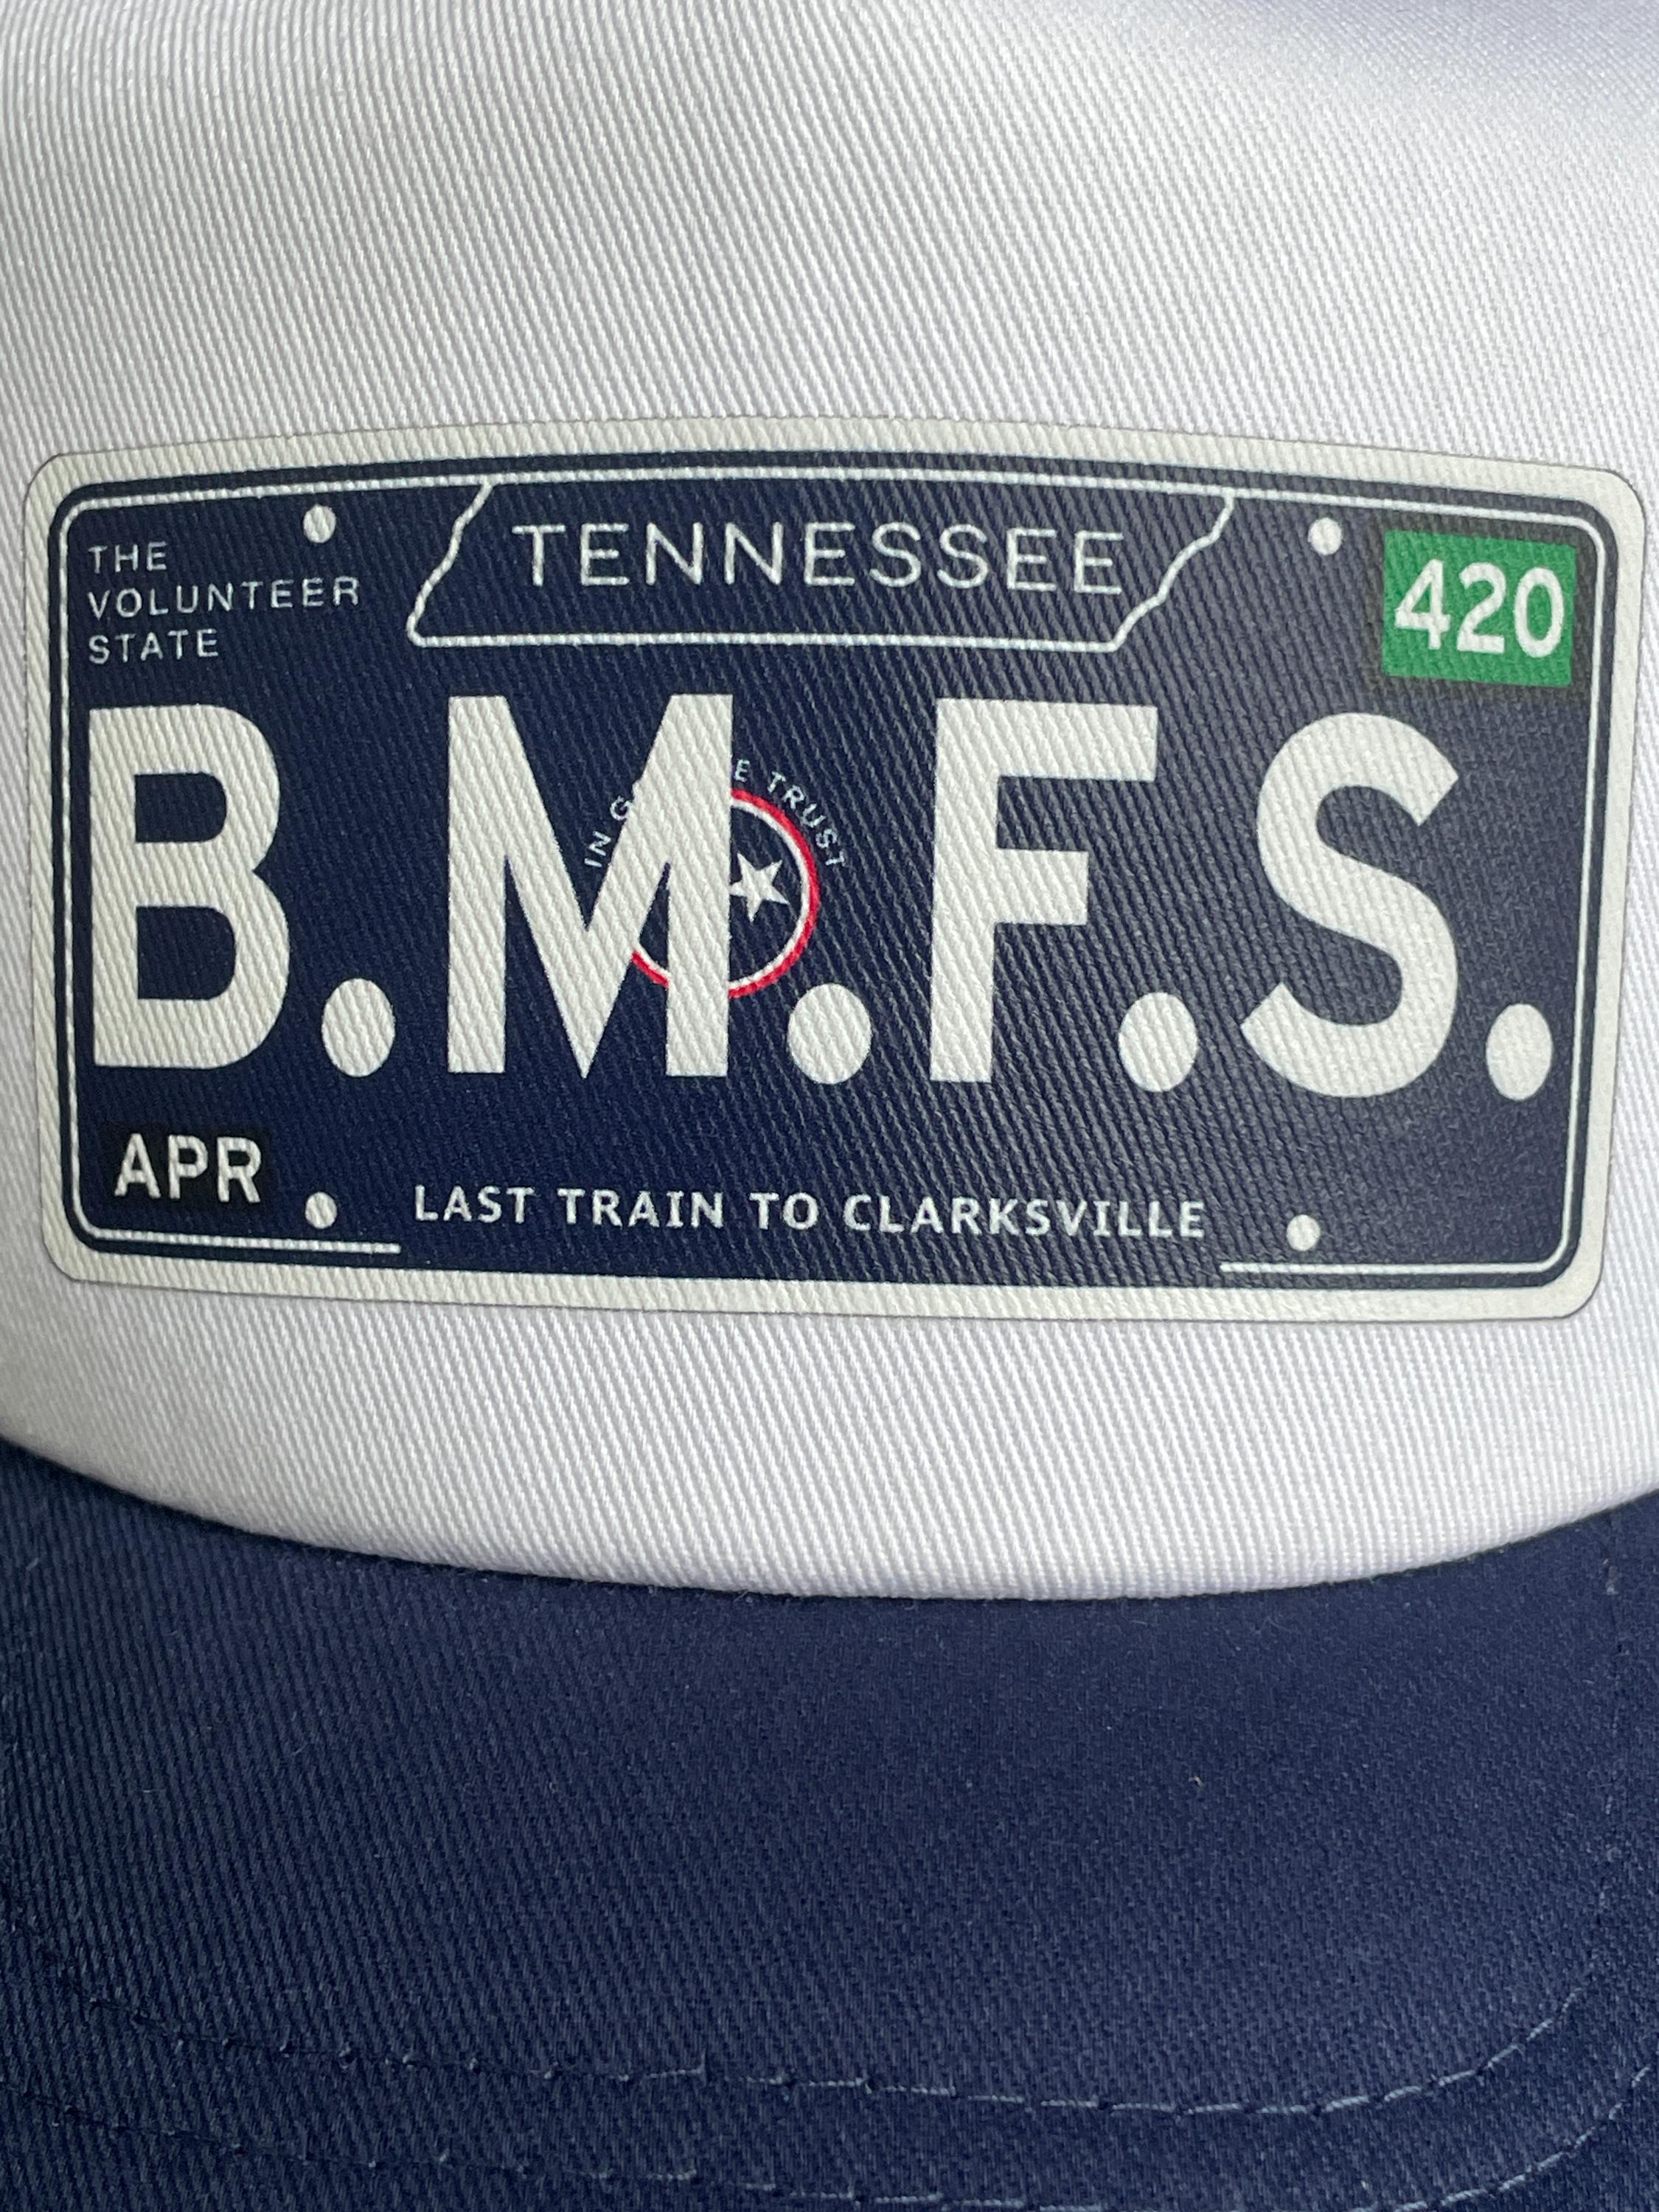 TENNESSEE
THE
VOLUNTEER
STATE
420
IN G E TRUST
B.M.F.S.
APR
LAST TRAIN TO CLARKSVILLE